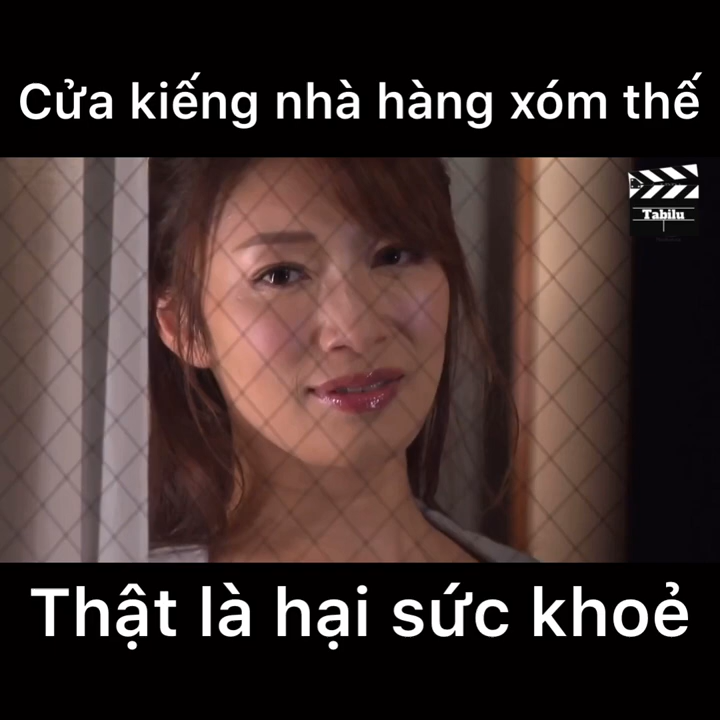 Cửa kiếng nhà hàng xóm thế
Tabilu
Thật là hại sức khoẻ